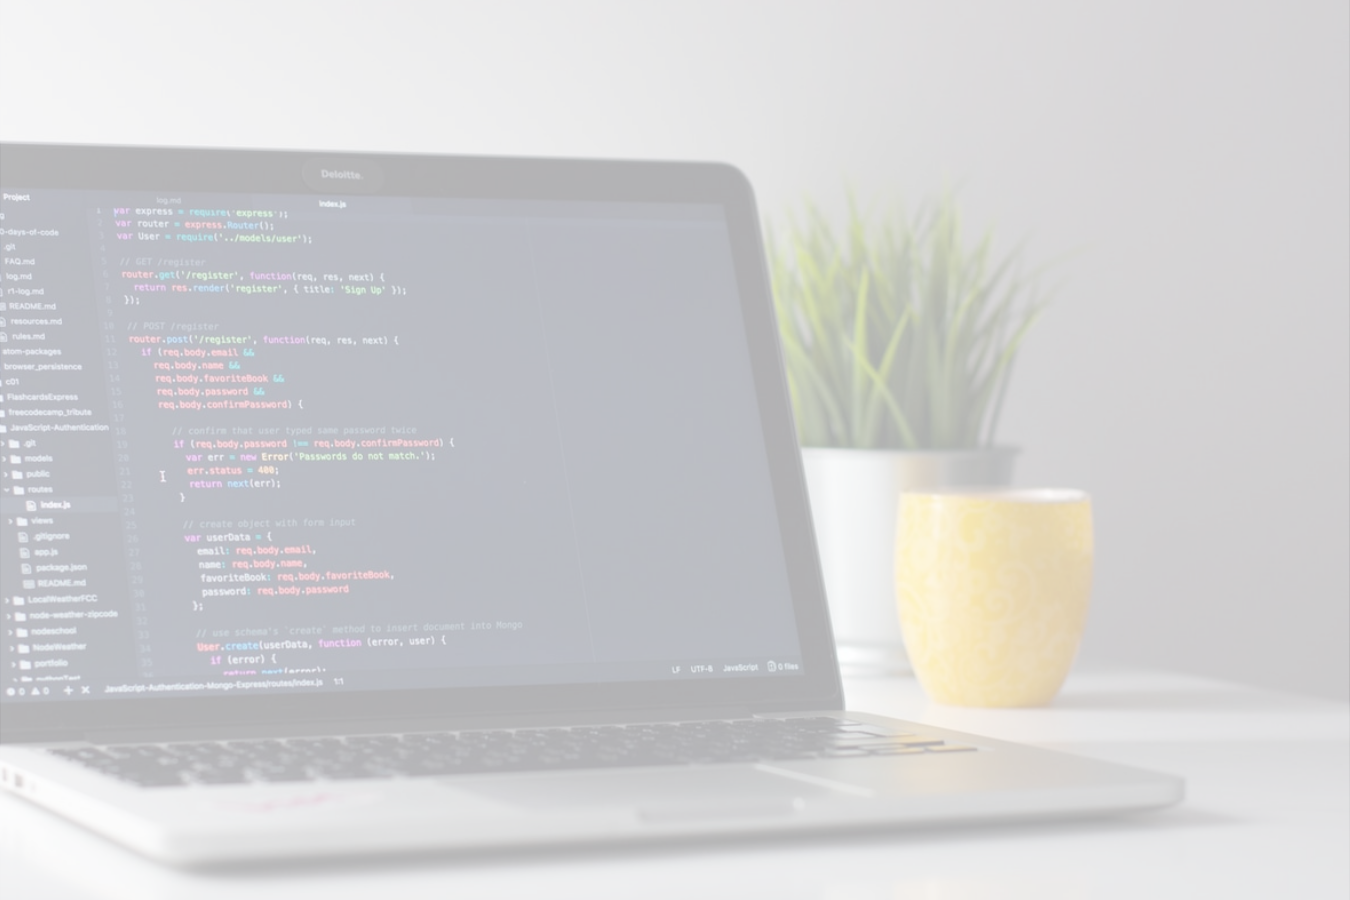 Deloitte.
Project
log.md
index.js
0-days-of-code
.git
FAQ.md
log.md
r1-log.md
README.md
resources.md
rules.md
atom-packages
browser_persistence
c01
FlashcardsExpress
freecodecamp_tribute
JavaScript-Authentication
.git
models
public
routes
index.js
views
.gitignore
app.js
package.json
README.md
LocalWeatherFCC
node-weather-zipcode
nodeschool
NodeWeather
portfolio
pythonTest
var express = require('express');
var router = express.Router();
var User = require('../models/user');
// GET /register
router.get('/register', function(req, res, next) {
return res.render('register', { title: 'Sign Up' });
});
// POST /register
router.post('/register', function(req, res, next) {
if (req.body.email &&
req.body.name &&
req.body.favoriteBook &&
req.body.password &&
req.body.confirmPassword) {
// confirm that user typed same password twice
if (req.body.password !== req.body.confirmPassword) {
var err = new Error('Passwords do not match.');
err.status = 400;
return next(err);
}
// create object with form input
var userData = {
email: req.body.email,
name: req.body.name,
favoriteBook: req.body.favoriteBook,
password: req.body.password
};
// use schema's `create` method to insert document into Mongo
User.create(userData, function (error, user) {
if (error) {
return next(error);
0 0 JavaScript-Authentication-Mongo-Express/routes/index.js 1:1 LF UTF-8 JavaScript 0 files